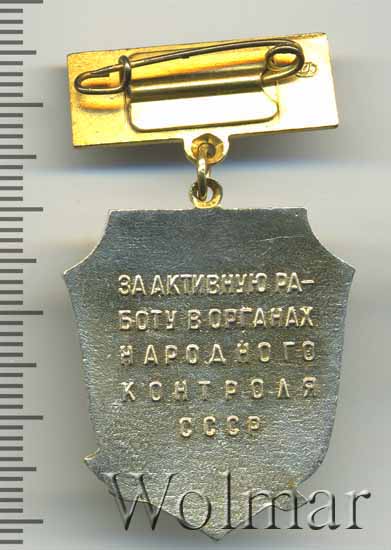 ЗА АКТИВНУЮ РА-
БОТУ В ОРГАНАХ
НАРОДНОГО
КОНТРОЛЯ
СССР
Wolmar